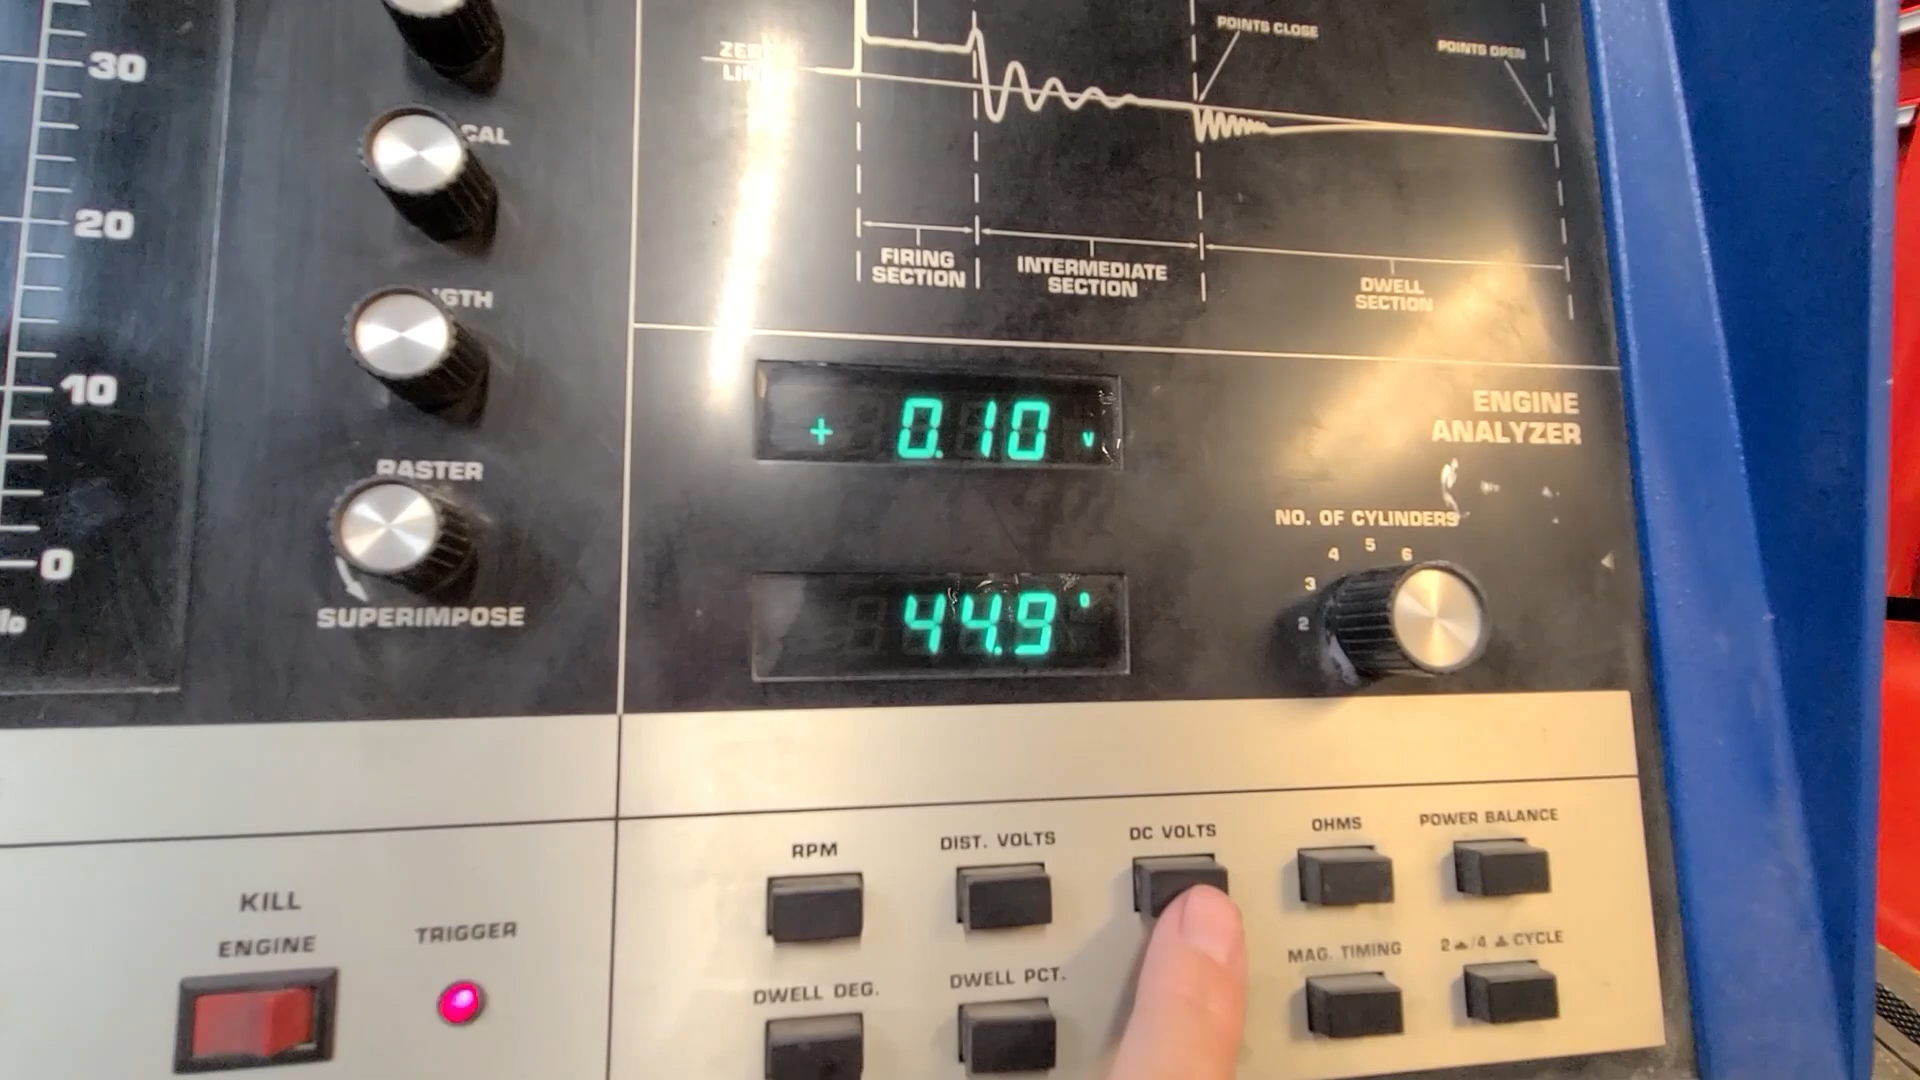 30
CAL
20
GTH
10
RASTER
0
SUPERIMPOSE
ZERO
LINE
POINTS CLOSE
POINTS OPEN
FIRING
SECTION
INTERMEDIATE
SECTION
DWELL
SECTION
+ 0.10 v
44.9°
ENGINE
ANALYZER
NO. OF CYLINDERS
2 3 4 5 6
KILL
ENGINE
TRIGGER
RPM
DIST. VOLTS
DC VOLTS
OHMS
POWER BALANCE
DWELL DEG.
DWELL PCT.
MAG. TIMING
2 /4 CYCLE